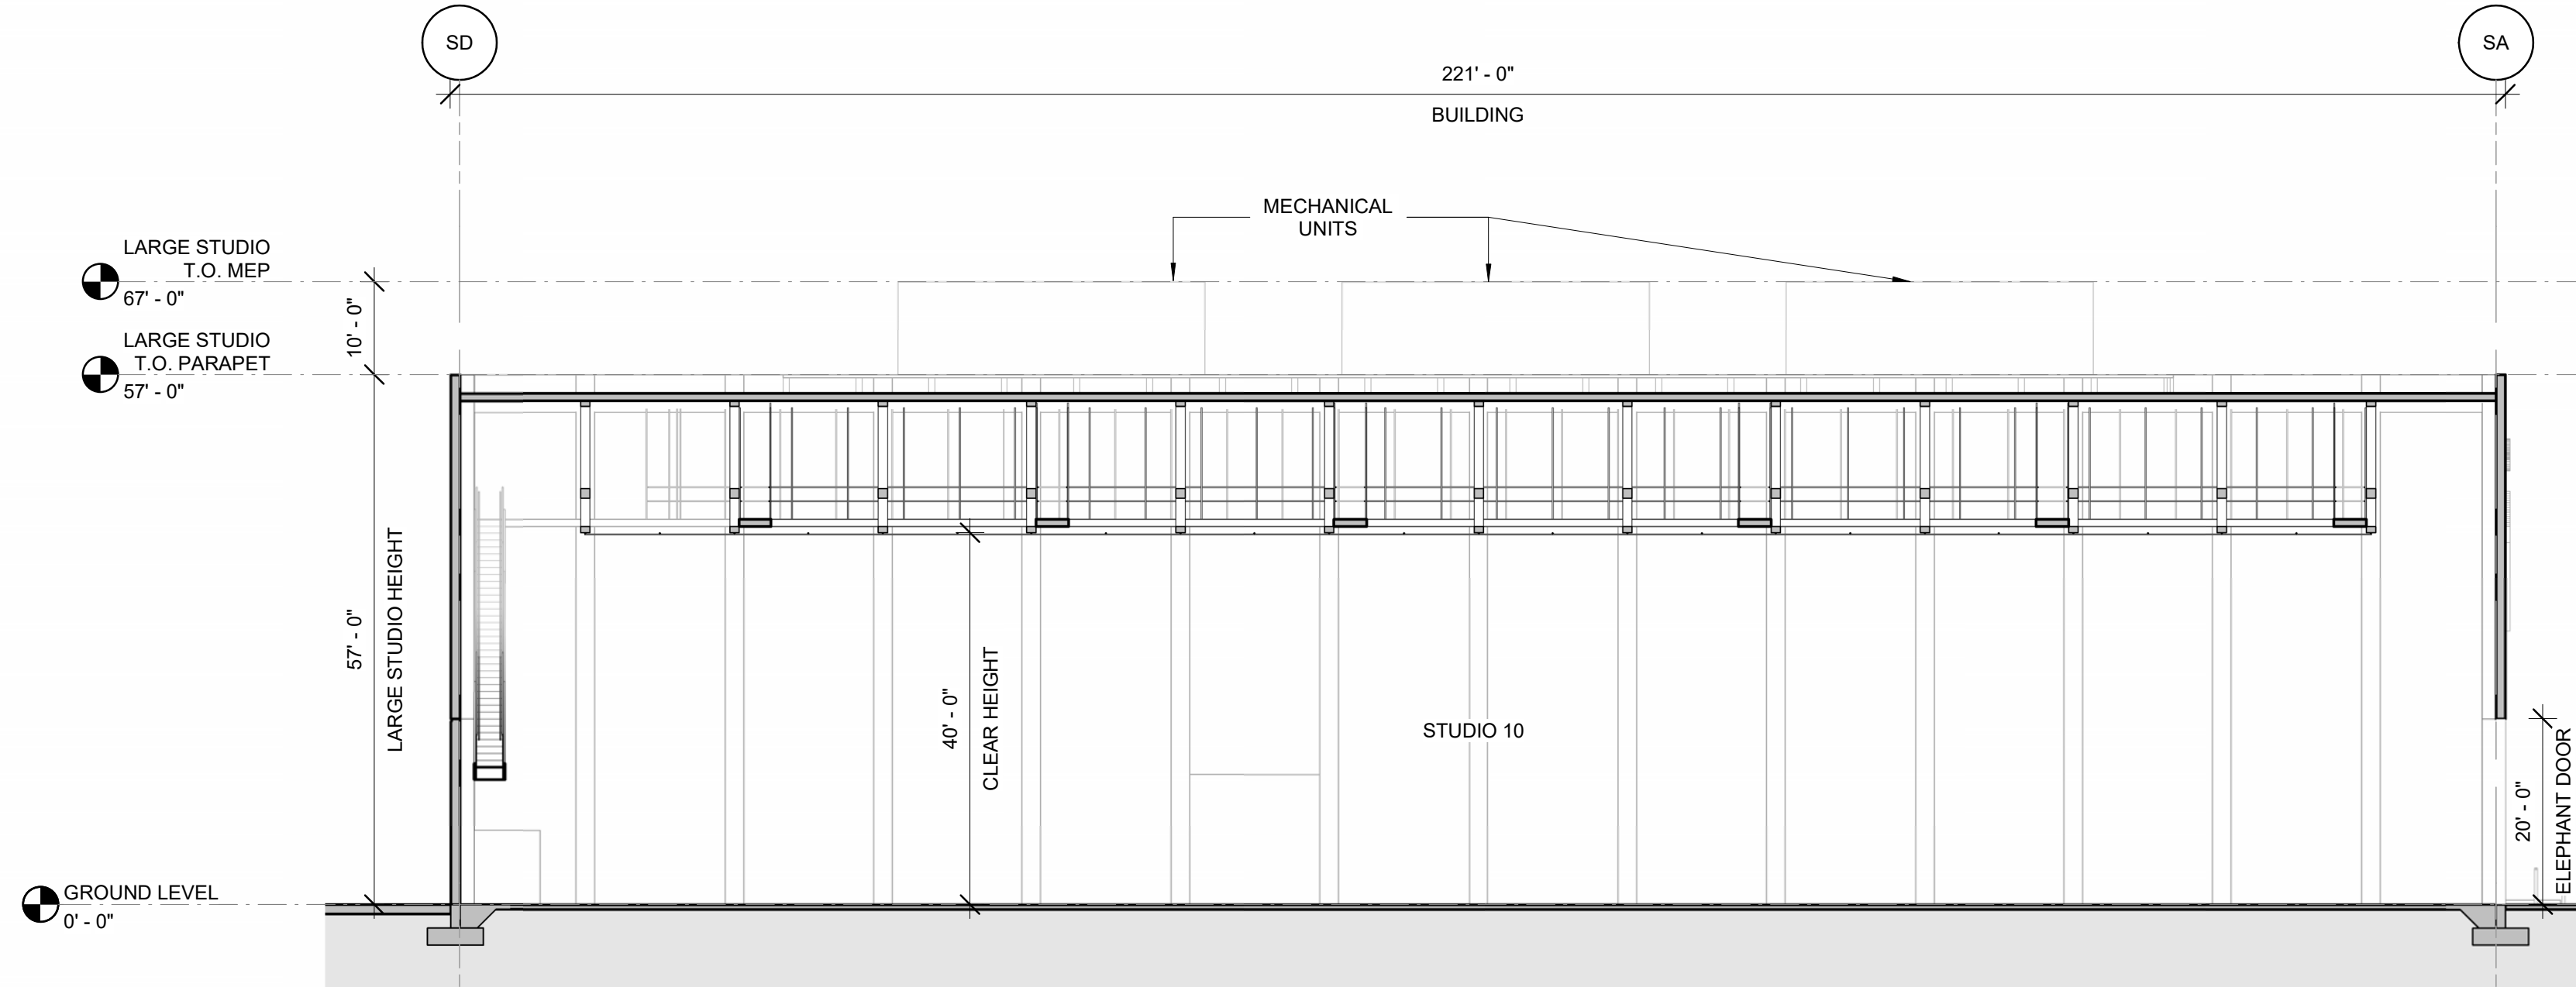 SD
SA
221' - 0"
BUILDING
MECHANICAL
UNITS
LARGE STUDIO
T.O. MEP
67' - 0"
10' - 0"
LARGE STUDIO
T.O. PARAPET
57' - 0"
57' - 0"
LARGE STUDIO HEIGHT
40' - 0"
CLEAR HEIGHT
STUDIO 10
20' - 0"
ELEPHANT DOOR
GROUND LEVEL
0' - 0"